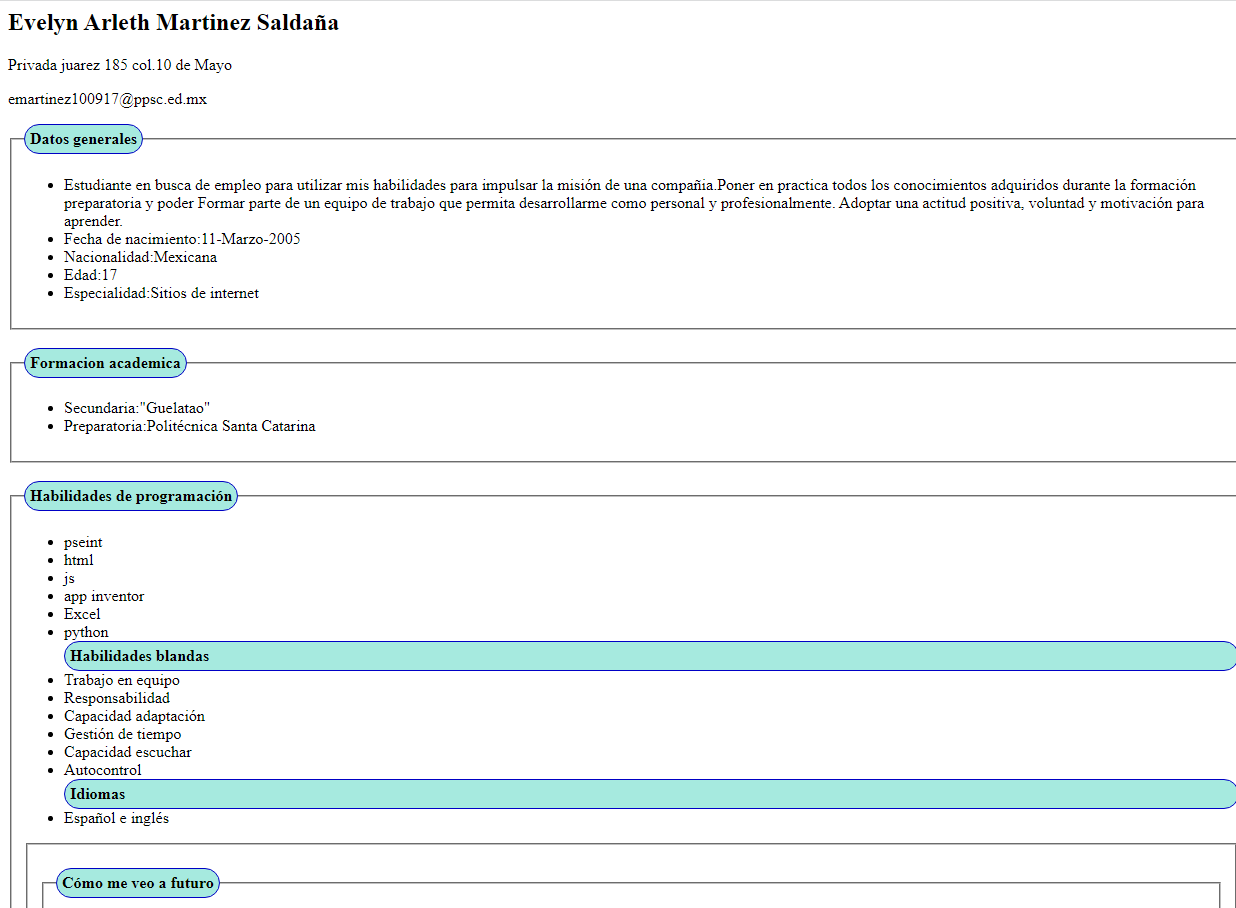 Evelyn Arleth Martinez Saldaña
Privada juarez 185 col.10 de Mayo
emartinez100917@ppsc.ed.mx
Datos generales
Estudiante en busca de empleo para utilizar mis habilidades para impulsar la misión de una compañia.Poner en practica todos los conocimientos adquiridos durante la formación
preparatoria y poder Formar parte de un equipo de trabajo que permita desarrollarme como personal y profesionalmente. Adoptar una actitud positiva, voluntad y motivación para
aprender.
Fecha de nacimiento:11-Marzo-2005
Nacionalidad:Mexicana
Edad:17
Especialidad:Sitios de internet
Formacion academica
Secundaria:"Guelatao"
Preparatoria:Politécnica Santa Catarina
Habilidades de programación
pseint
html
js
app inventor
Excel
python
Habilidades blandas
Trabajo en equipo
Responsabilidad
Capacidad adaptación
Gestión de tiempo
Capacidad escuchar
Autocontrol
Idiomas
Español e inglés
Cómo me veo a futuro